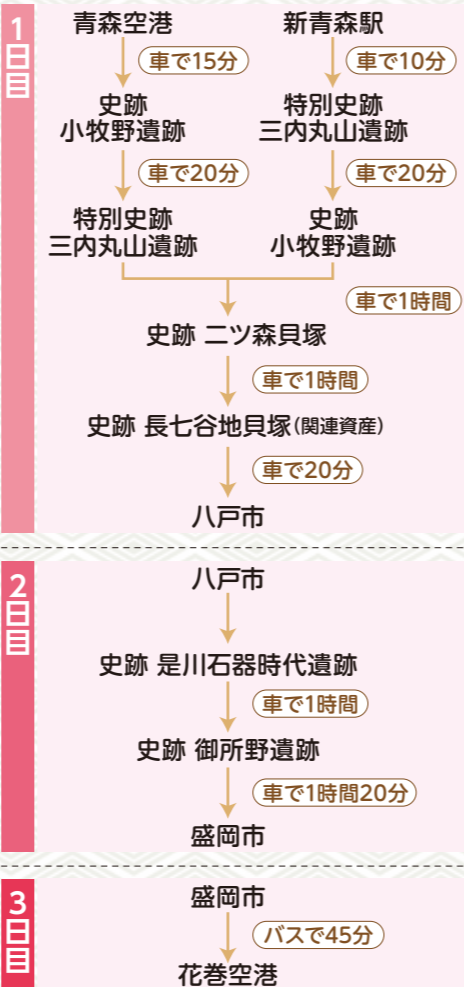 1日目
青森空港
新青森駅
車で15分
車で10分
史跡
小牧野遺跡
特別史跡
三内丸山遺跡
車で20分
車で20分
特別史跡
三内丸山遺跡
史跡
小牧野遺跡
車で1時間
史跡 二ツ森貝塚
車で1時間
史跡 長七谷地貝塚(関連資産)
車で20分
八戸市
2日目
八戸市
史跡 是川石器時代遺跡
車で1時間
史跡 御所野遺跡
車で1時間20分
盛岡市
3日目
盛岡市
バスで45分
花巻空港